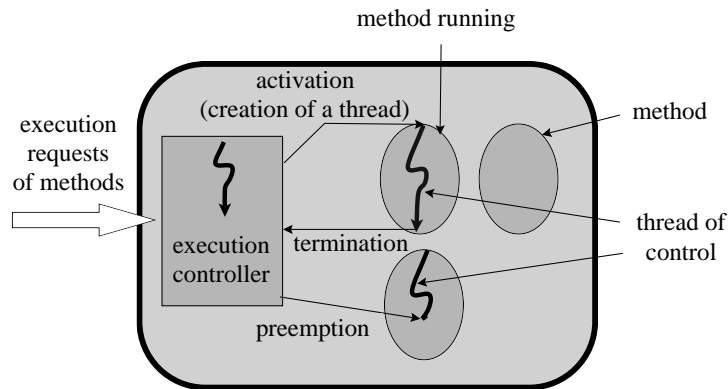 method running
activation
(creation of a thread)
method
execution
requests
of methods
thread of
control
termination
execution
controller
preemption